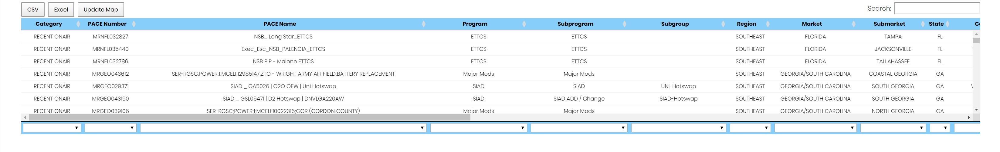 CSV Excel Update Map Search:
Category PACE Number PACE Name Program Subprogram Subgroup Region Market Submarket State
RECENT ONAIR MRNFL032827 NSB_ Long Star_ETTCS ETTCS ETTCS SOUTHEAST FLORIDA TAMPA FL
RECENT ONAIR MRNFL035440 Exec_Esc_NSB_PALENCIA_ETTCS ETTCS ETTCS SOUTHEAST FLORIDA JACKSONVILLE FL
RECENT ONAIR MRNFL032786 NSB PIP - Malone ETTCS ETTCS ETTCS SOUTHEAST FLORIDA TALLAHASSEE FL
RECENT ONAIR MRGEO043612 SER-RGSC;POWER;1;MCELI;12985147;ZTO - WRIGHT ARMY AIR FIELD;BATTERY REPLACEMENT Major Mods Major Mods SOUTHEAST GEORGIA/SOUTH CAROLINA COASTAL GEORGIA GA
RECENT ONAIR MRGEO029371 SIAD _ GA5026 | O2O OEW | Uni Hotswap SIAD SIAD UNI-Hotswap SOUTHEAST GEORGIA/SOUTH CAROLINA SOUTH GEORGIA GA
RECENT ONAIR MRGEO043190 SIAD _ GSL05471 | D2 Hotswap | DNVLGA220AW SIAD SIAD ADD / Change SIAD-Hotswap SOUTHEAST GEORGIA/SOUTH CAROLINA SOUTH GEORGIA GA
RECENT ONAIR MRGEO039106 SER-RGSC;POWER;1;MCELI;10022316;GOR (GORDON COUNTY) Major Mods Major Mods SOUTHEAST GEORGIA/SOUTH CAROLINA NORTH GEORGIA GA